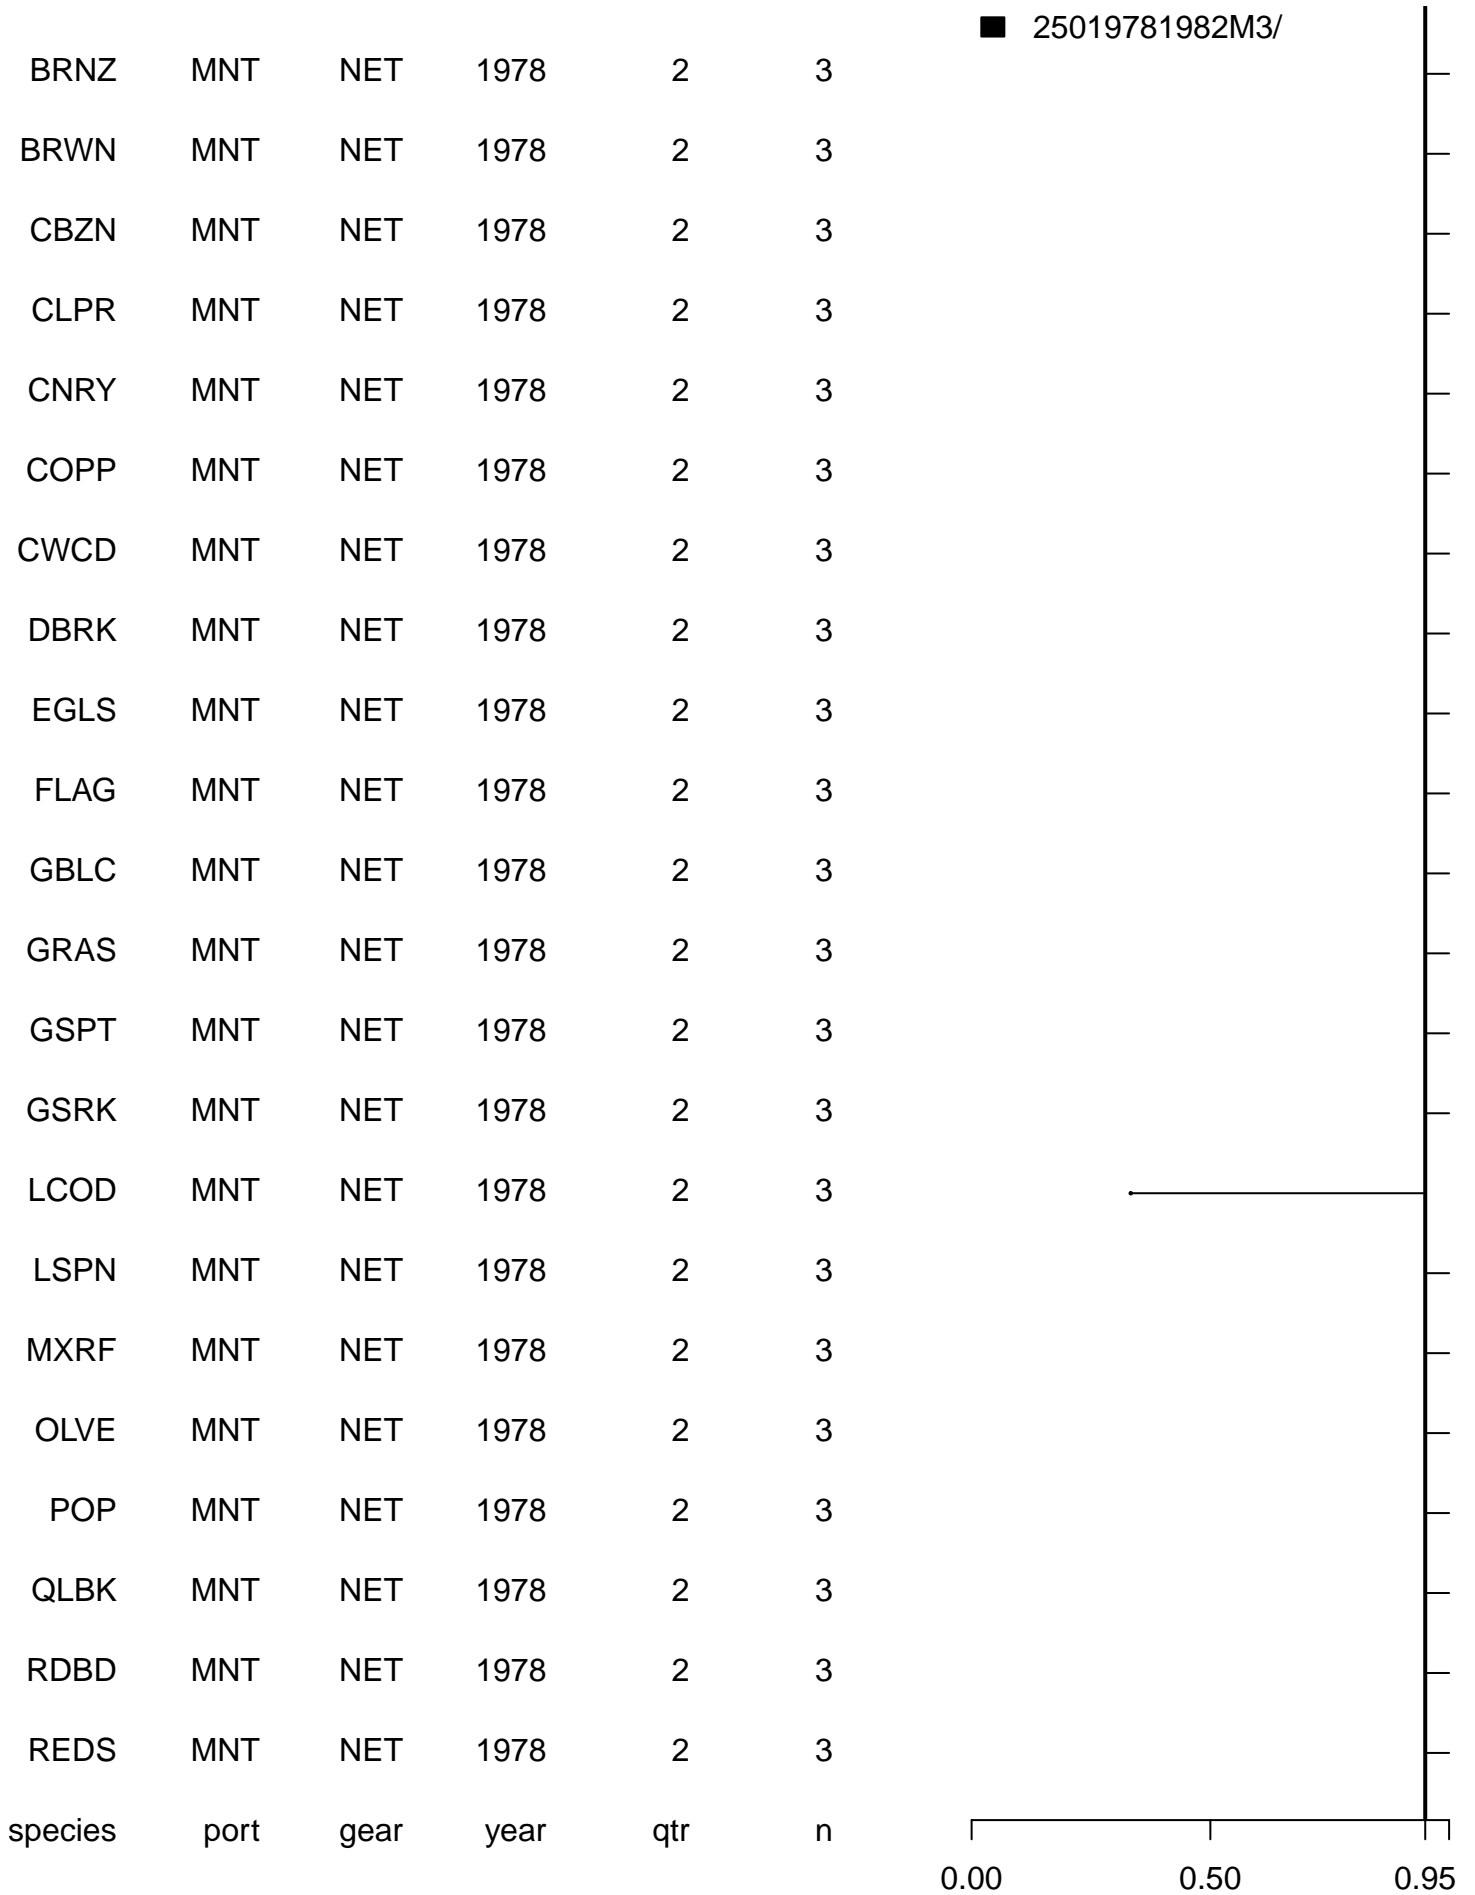 25019781982M3/
BRNZ MNT NET 1978 2 3
BRWN MNT NET 1978 2 3
CBZN MNT NET 1978 2 3
CLPR MNT NET 1978 2 3
CNRY MNT NET 1978 2 3
COPP MNT NET 1978 2 3
CWCD MNT NET 1978 2 3
DBRK MNT NET 1978 2 3
EGLS MNT NET 1978 2 3
FLAG MNT NET 1978 2 3
GBLC MNT NET 1978 2 3
GRAS MNT NET 1978 2 3
GSPT MNT NET 1978 2 3
GSRK MNT NET 1978 2 3
LCOD MNT NET 1978 2 3
LSPN MNT NET 1978 2 3
MXRF MNT NET 1978 2 3
OLVE MNT NET 1978 2 3
POP MNT NET 1978 2 3
QLBK MNT NET 1978 2 3
RDBD MNT NET 1978 2 3
REDS MNT NET 1978 2 3
species port gear year qtr n
0.00 0.50 0.95